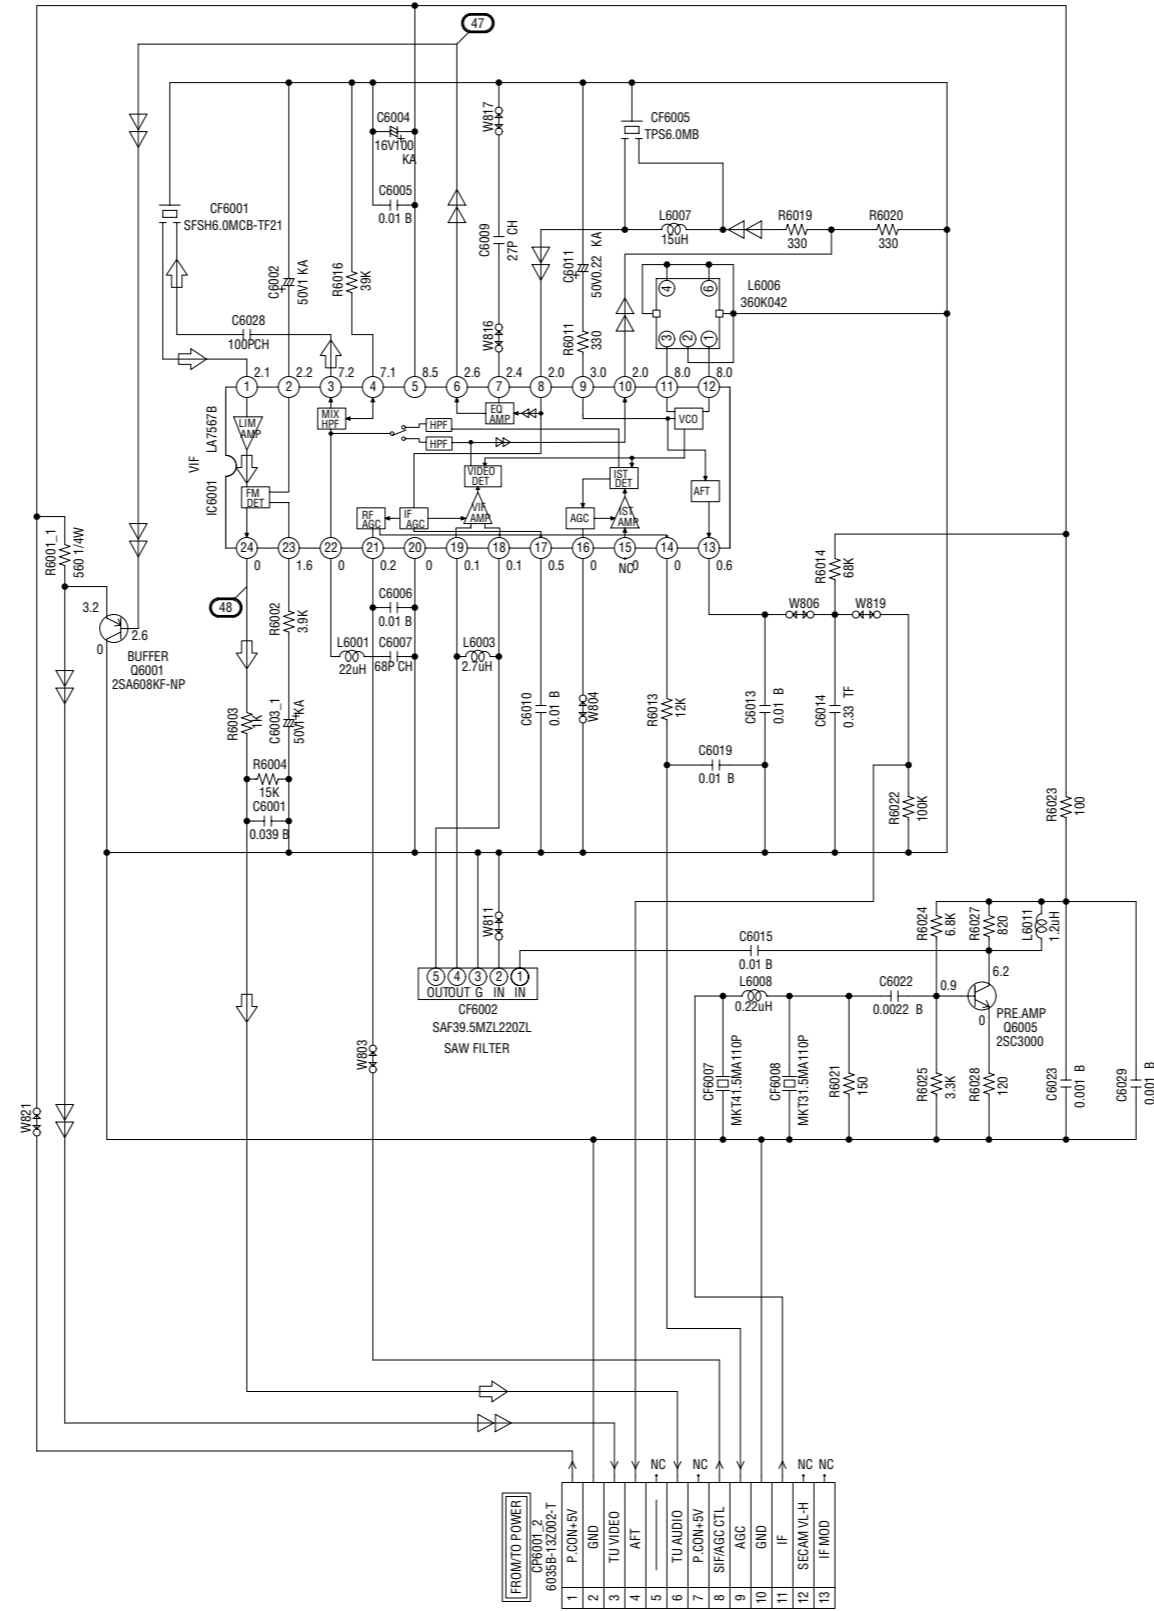 47
C6004
16V100
KA
C6005
0.01 B
W817
C6009
27P CH
W816
CF6005
TPS6.0MB
CF6001
SFSH6.0MCB-TF21
C6002
50V1 KA
R6016
39K
C6011
50V0.22 KA
R6011
330
L6007
15uH
R6019
330
R6020
330
L6006
360K042
4 6
3 2 1
C6028
100PCH
1 2.1 2 2.2 3 7.2 4 7.1 5 8.5 6 2.6 7 2.4 8 2.0 9 3.0 10 2.0 11 8.0 12 8.0
IC6001
VIF
LA7567B
LIM
AMP
MIX
HPF
HPF
HPF
EQ
AMP
VCO
FM
DET
VIDEO
DET
IST
DET
AFT
RF
AGC
IF
AGC
VIF
AMP
AGC
IST
AMP
24 23 22 21 20 19 18 17 16 15 14 13
0 1.6 0 0.2 0 0.1 0.1 0.5 0 NC 0 0 0.6
R6001_1
560 1/4W
3.2
2.6
0
BUFFER
Q6001
2SA608KF-NP
48
R6002
3.9K
C6006
0.01 B
L6001
22uH
C6007
68P CH
L6003
2.7uH
R6014
68K
W806
W819
R6003
1K
C6003_1
50V1 KA
C6010
0.01 B
W804
R6013
12K
C6013
0.01 B
C6014
0.33 TF
C6019
0.01 B
R6004
15K
C6001
0.039 B
R6022
100K
R6023
100
W811
5 4 3 2 1
OUT OUT G IN IN
CF6002
SAF39.5MZL220ZL
SAW FILTER
C6015
0.01 B
L6008
0.22uH
C6022
0.0022 B
R6024
6.8K
R6027
820
L6011
1.2uH
0.9
6.2
0
PRE.AMP
Q6005
2SC3000
W803
CF6007
MKT41.5MA110P
CF6008
MKT31.5MA110P
R6021
150
R6025
3.3K
R6028
120
C6023
0.001 B
C6029
0.001 B
W821
NC NC NC NC
FROM/TO POWER
CP6001_2
6035B-13Z002-T
1 P.CON+5V
2 GND
3 TU VIDEO
4 AFT
5
6 TU AUDIO
7 P.CON+5V
8 SIF/AGC CTL
9 AGC
10 GND
11 IF
12 SECAM VL-H
13 IF MOD